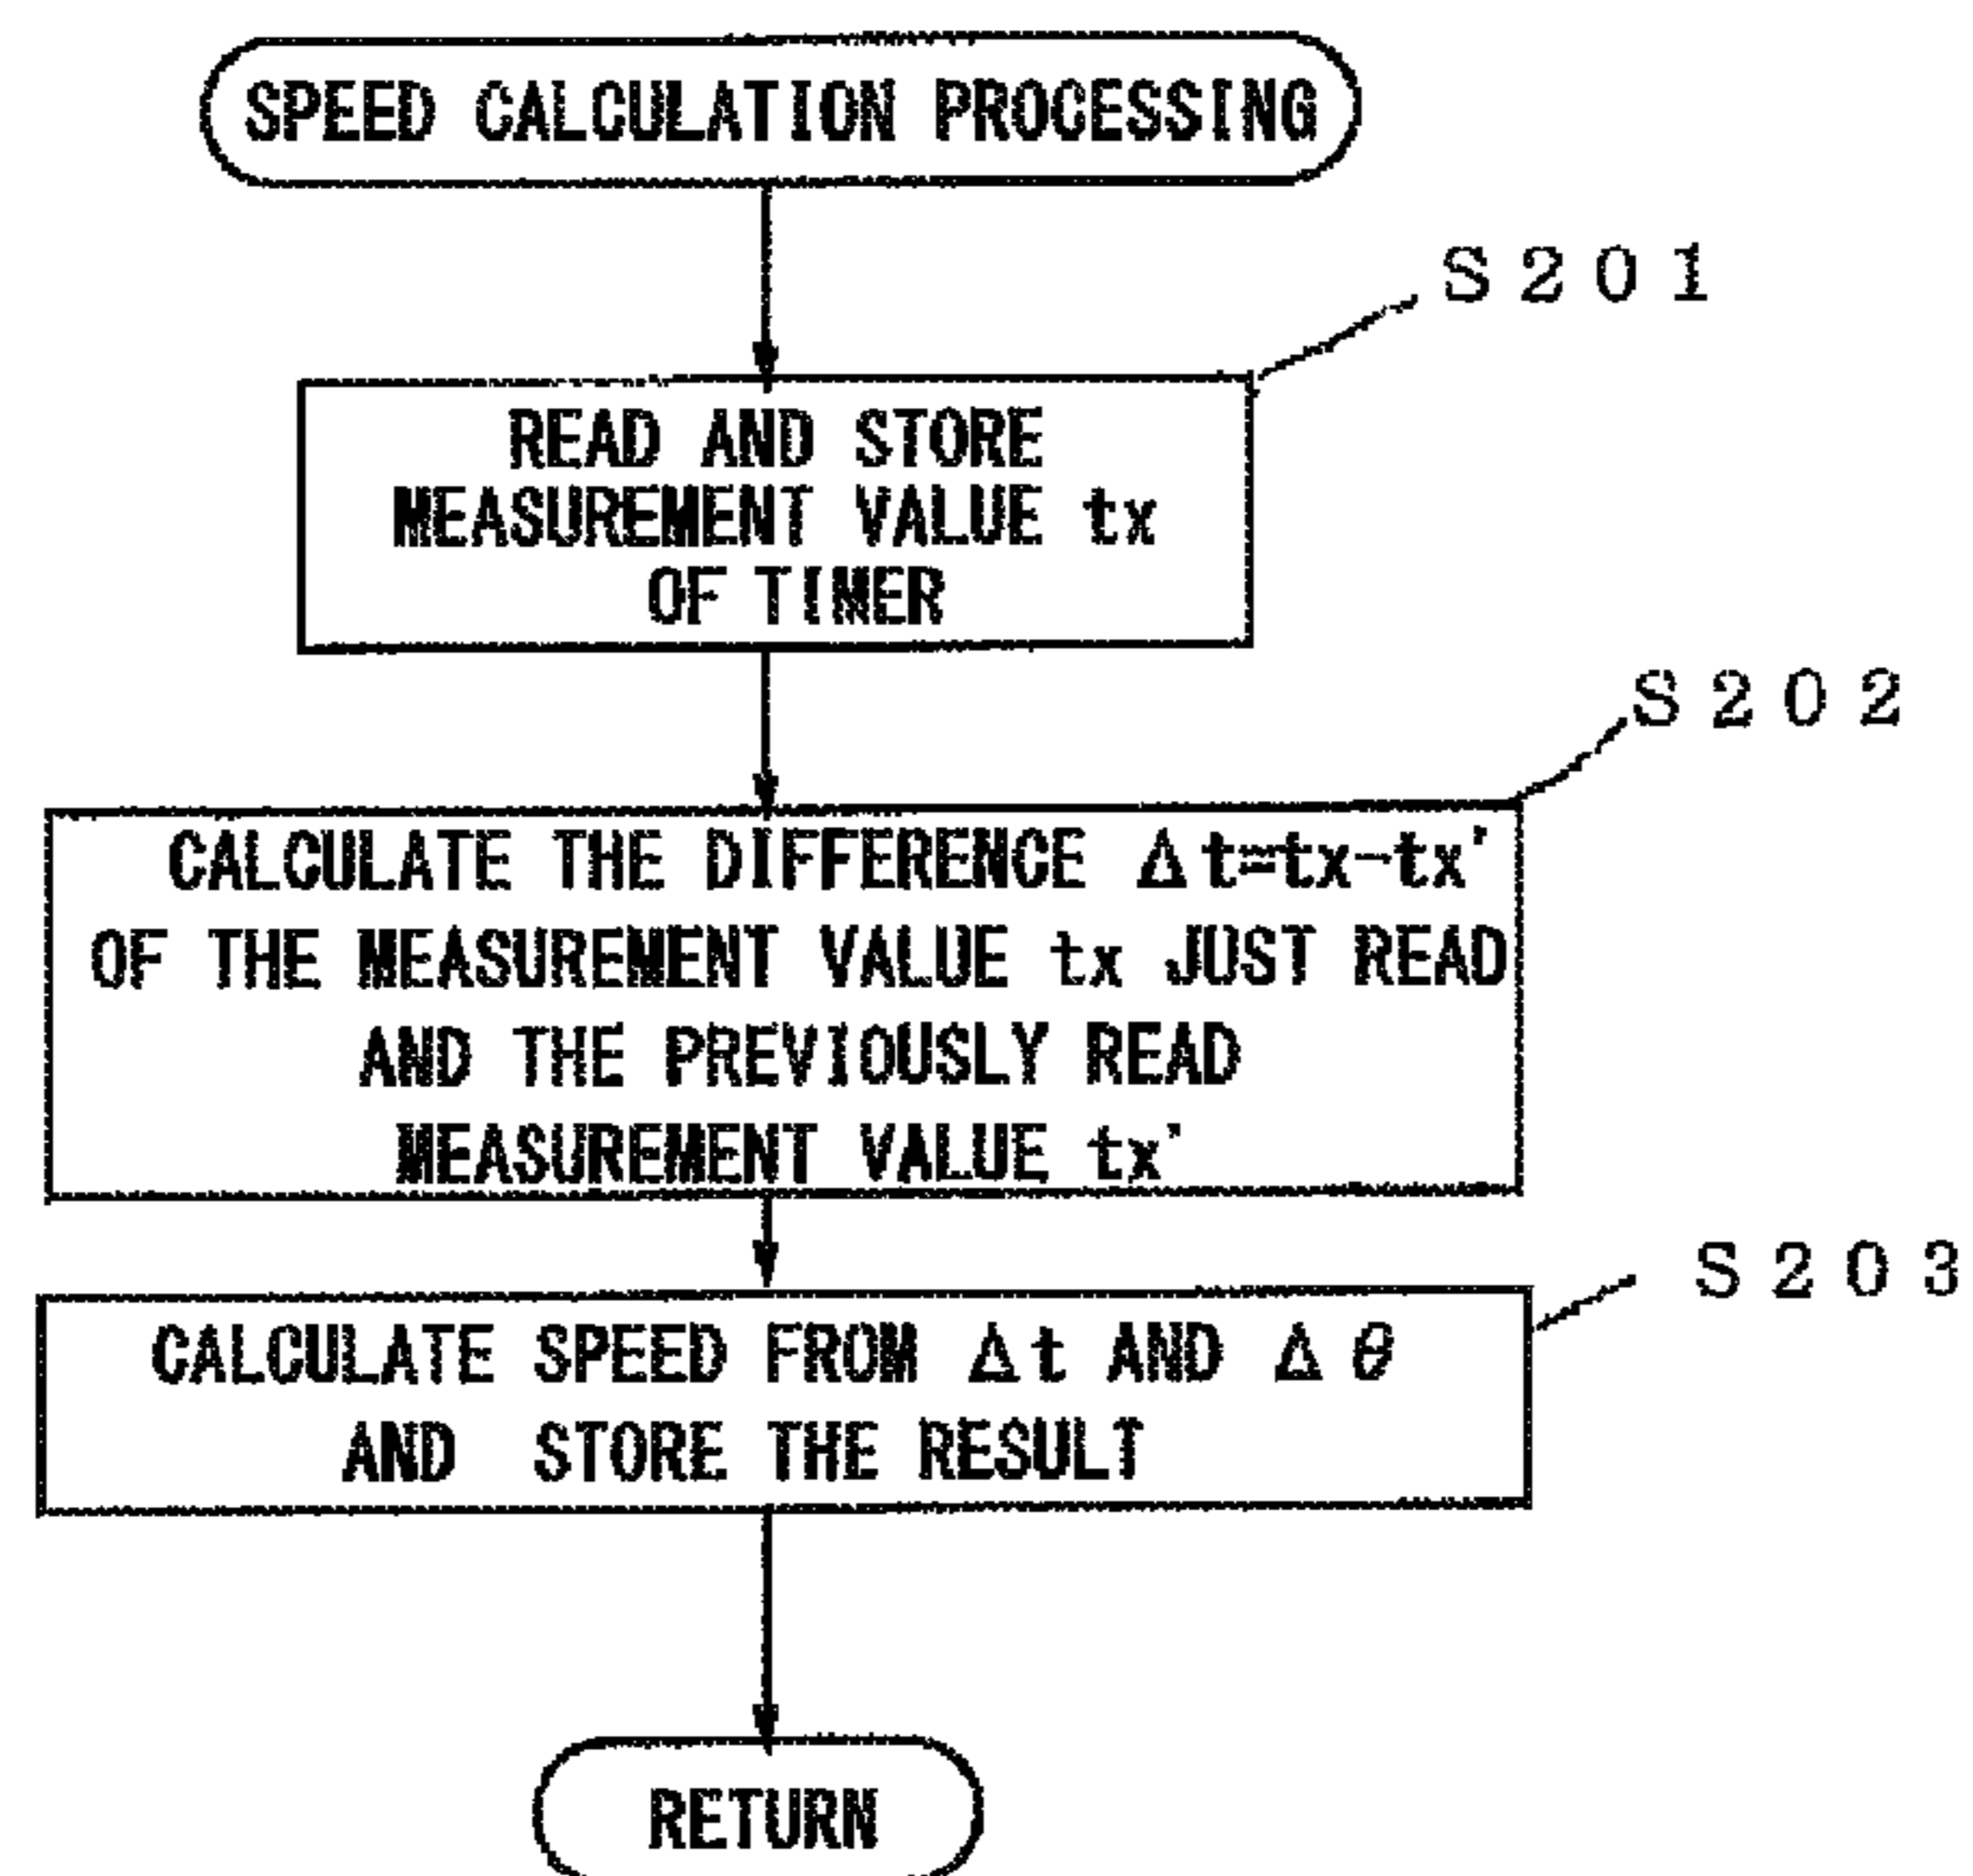 SPEED CALCULATION PROCESSING
S201
READ AND STORE
MEASUREMENT VALUE tx
OF TIMER
S202
CALCULATE THE DIFFERENCE Δt=tx-tx'
OF THE MEASUREMENT VALUE tx JUST READ
AND THE PREVIOUSLY READ
MEASUREMENT VALUE tx'
S203
CALCULATE SPEED FROM Δt AND Δθ
AND STORE THE RESULT
RETURN